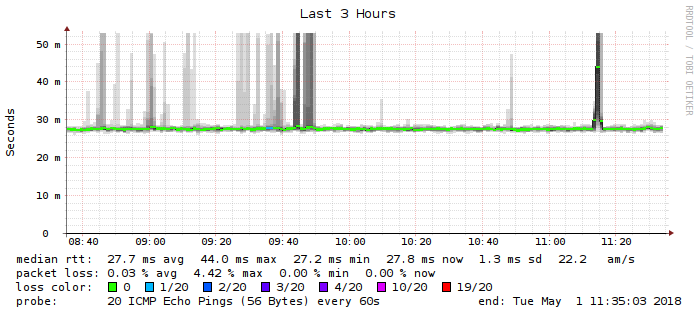 Last 3 Hours
RRDTOOL / TOBI OETIKER
Seconds
50 m
40 m
30 m
20 m
10 m
0
08:40 09:00 09:20 09:40 10:00 10:20 10:40 11:00 11:20
median rtt: 27.7 ms avg 44.0 ms max 27.2 ms min 27.8 ms now 1.3 ms sd 22.2 am/s
packet loss: 0.03 % avg 4.42 % max 0.00 % min 0.00 % now
loss color: 0 1/20 2/20 3/20 4/20 10/20 19/20
probe: 20 ICMP Echo Pings (56 Bytes) every 60s end: Tue May 1 11:35:03 2018